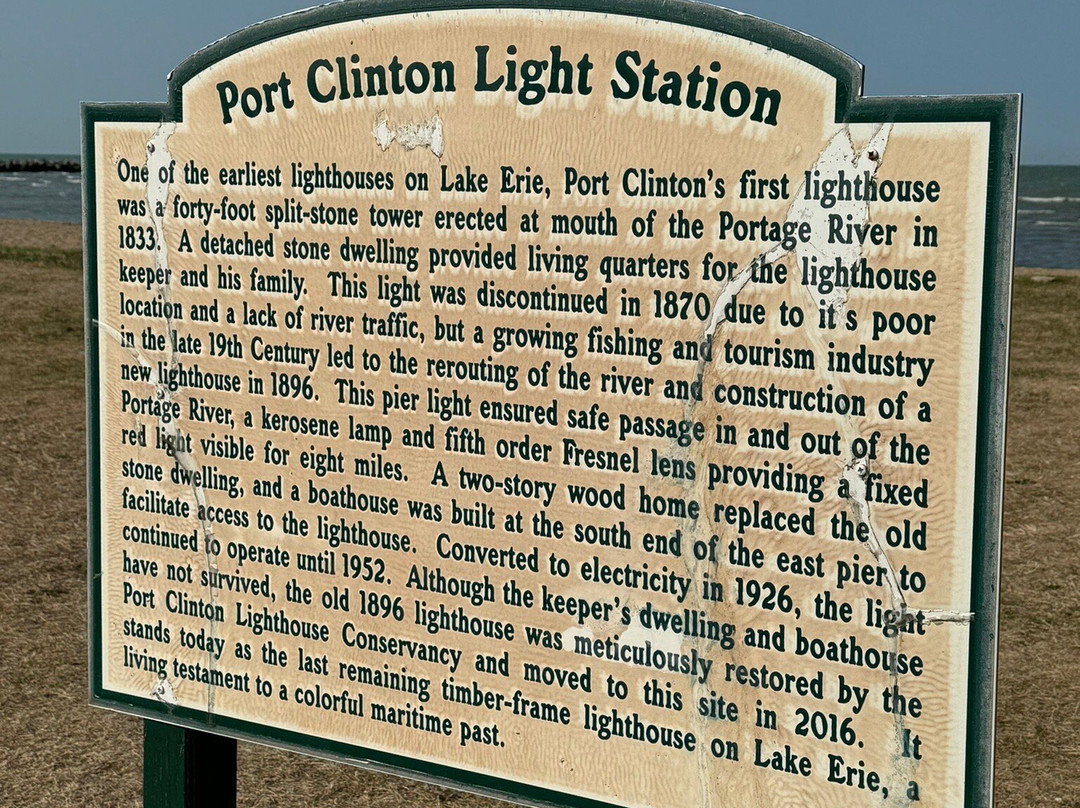 Port Clinton Light Station
One of the earliest lighthouses on Lake Erie, Port Clinton's first lighthouse
was a forty-foot split-stone tower erected at mouth of the Portage River in
1833. A detached stone dwelling provided living quarters for the lighthouse
keeper and his family. This light was discontinued in 1870 due to it's poor
location and a lack of river traffic, but a growing fishing and tourism industry
in the late 19th Century led to the rerouting of the river and construction of a
new lighthouse in 1896. This pier light ensured safe passage in and out of the
Portage River, a kerosene lamp and fifth order Fresnel lens providing a fixed
red light visible for eight miles. A two-story wood home replaced the old
stone dwelling, and a boathouse was built at the south end of the east pier to
facilitate access to the lighthouse. Converted to electricity in 1926, the light
continued to operate until 1952. Although the keeper's dwelling and boathouse
have not survived, the old 1896 lighthouse was meticulously restored by the
Port Clinton Lighthouse Conservancy and moved to this site in 2016. It
stands today as the last remaining timber-frame lighthouse on Lake Erie, a
living testament to a colorful maritime past.